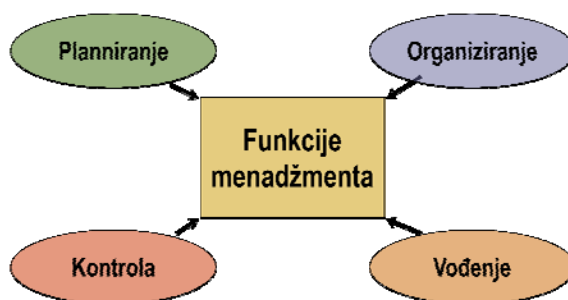 Planniranje
Organiziranje
Funkcije
menadžmenta
Kontrola
Vođenje